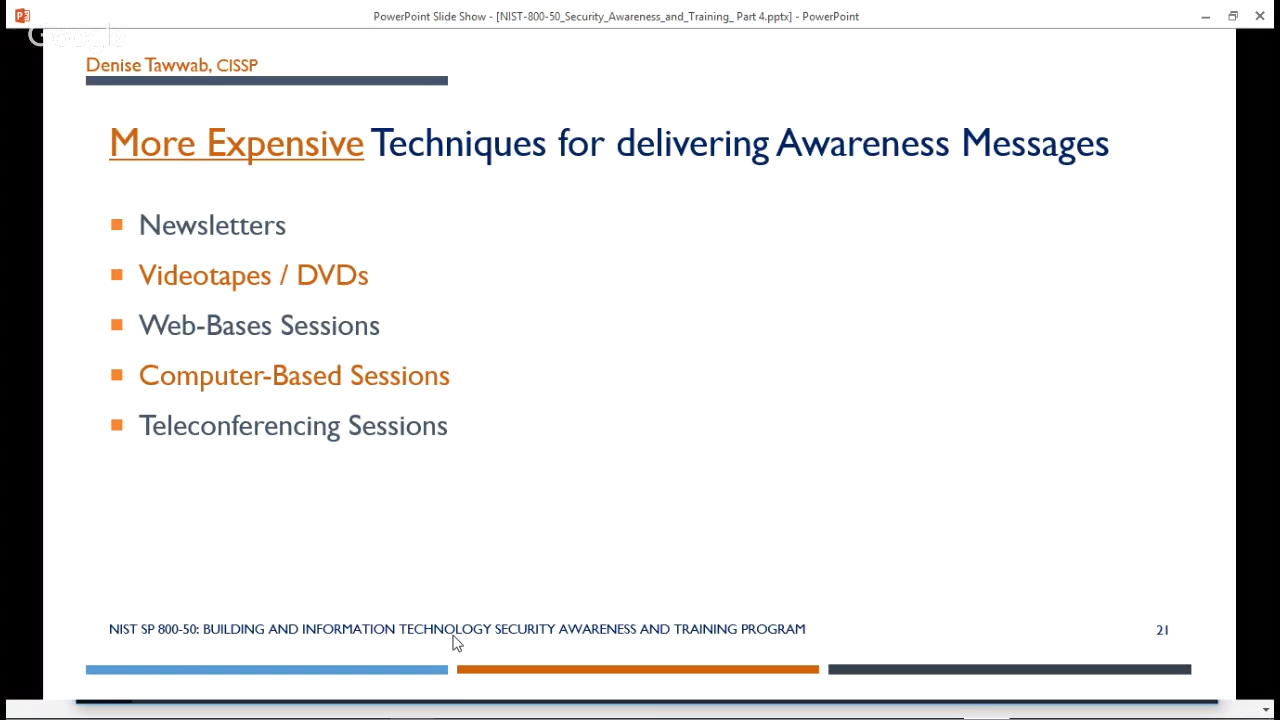 PowerPoint Slide Show - [NIST-800-50_Security_Awareness_and_Training_ Part 4.pptx] - PowerPoint
Google
Denise Tawwab, CISSP
More Expensive Techniques for delivering Awareness Messages
Newsletters
Videotapes / DVDs
Web-Bases Sessions
Computer-Based Sessions
Teleconferencing Sessions
NIST SP 800-50: BUILDING AND INFORMATION TECHNOLOGY SECURITY AWARENESS AND TRAINING PROGRAM
21